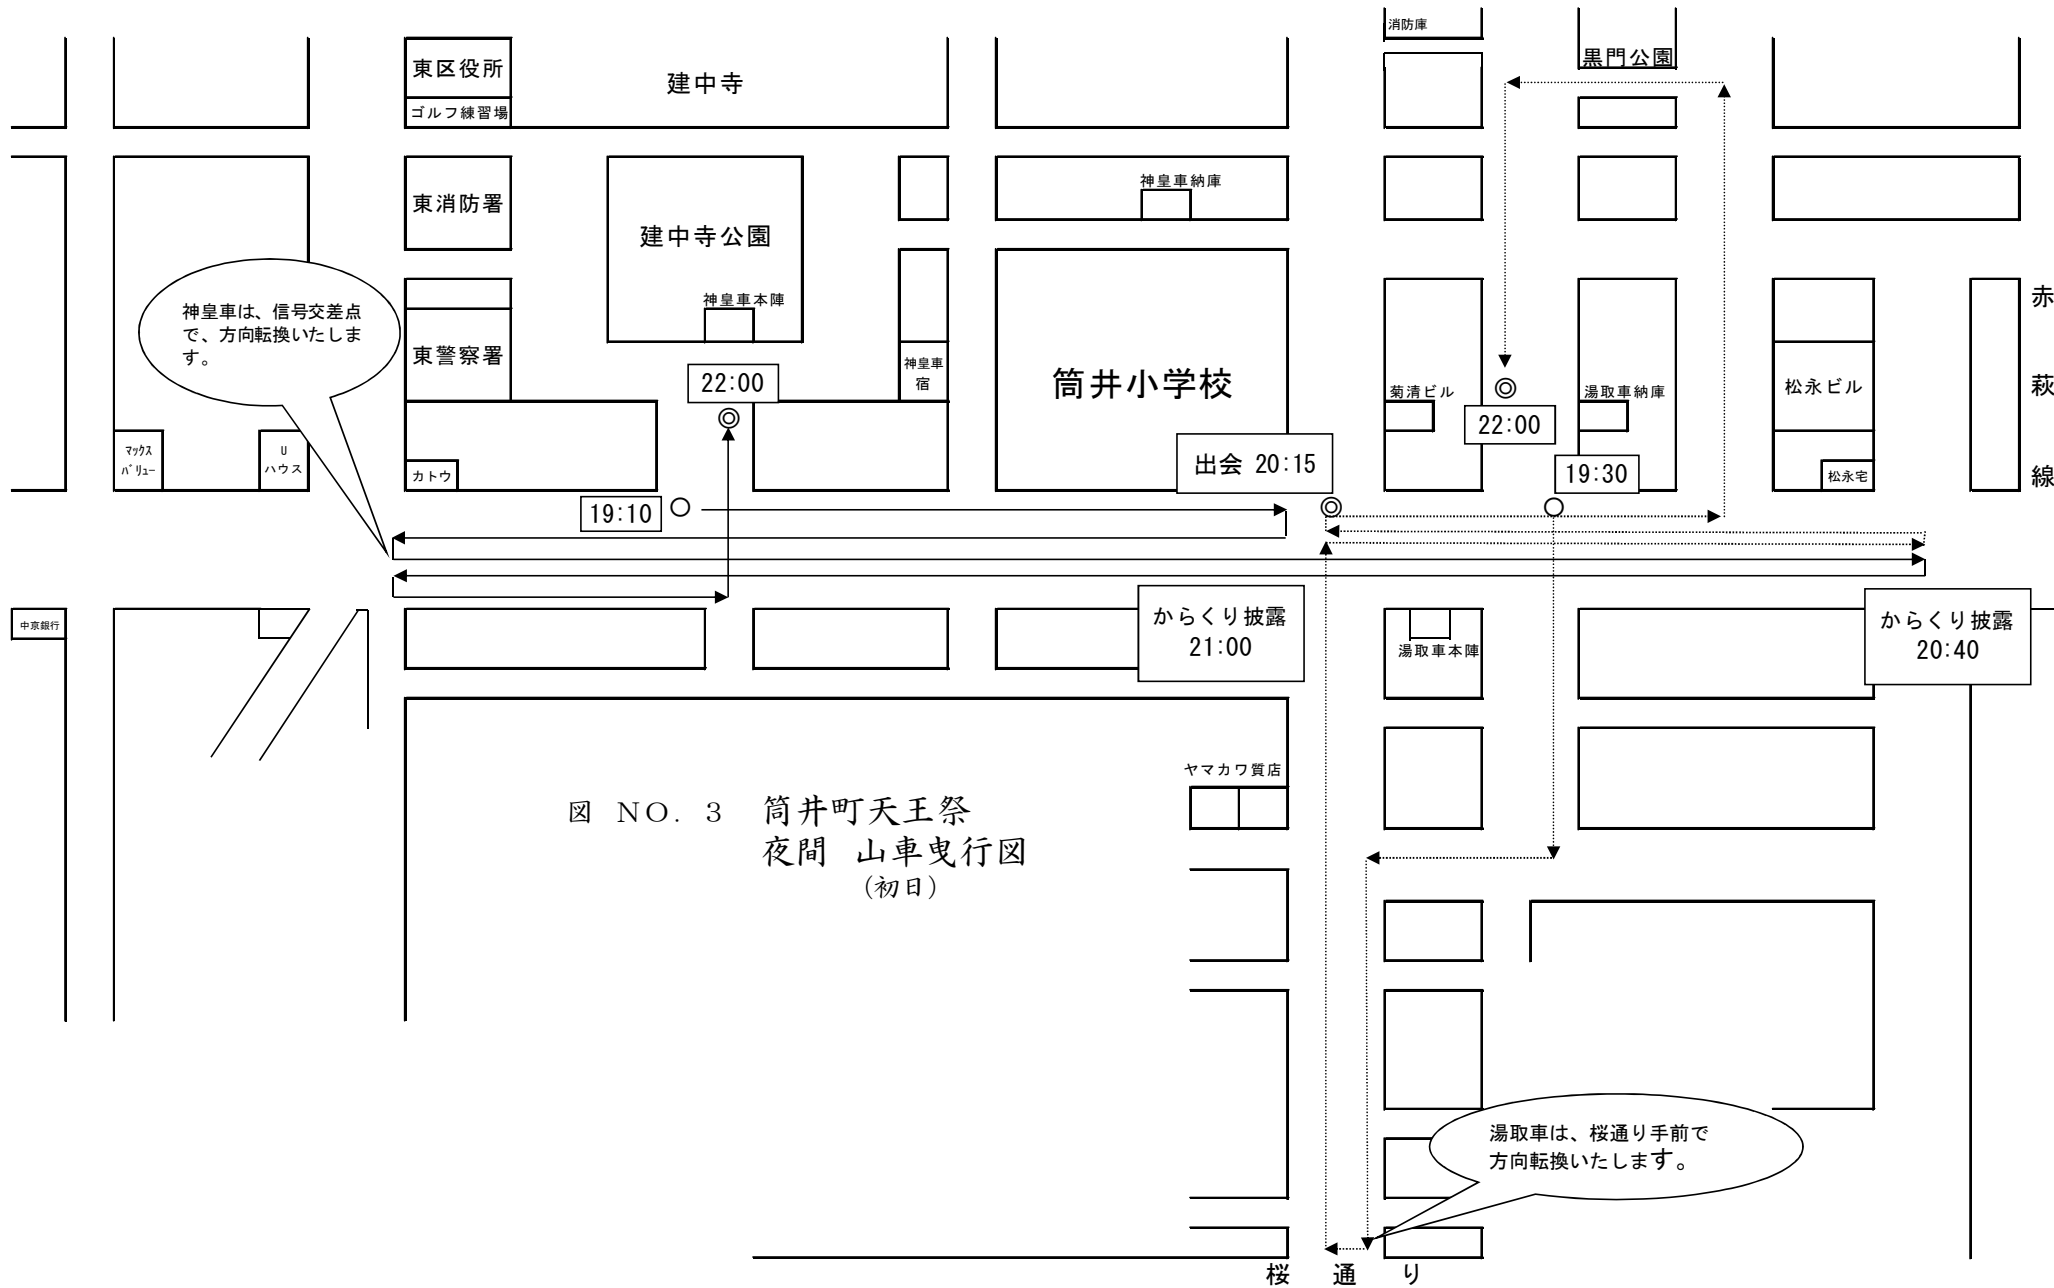 消防庫
東区役所
建中寺
黒門公園
ゴルフ練習場
神皇車納庫
東消防署
建中寺公園
神皇車は、信号交差点
で、方向転換いたしま
す。
神皇車本陣
赤
萩
線
東警察署
神皇車
宿
22:00
筒井小学校
菊清ビル
湯取車納庫
松永ビル
22:00
マックス
バリュー
U
ハウス
カトウ
出会 20:15
19:30
松永宅
19:10
からくり披露
21:00
からくり披露
20:40
中京銀行
湯取車本陣
ヤマカワ質店
図 NO. 3 筒井町天王祭
夜間 山車曳行図
(初日)
湯取車は、桜通り手前で
方向転換いたします。
桜 通 り